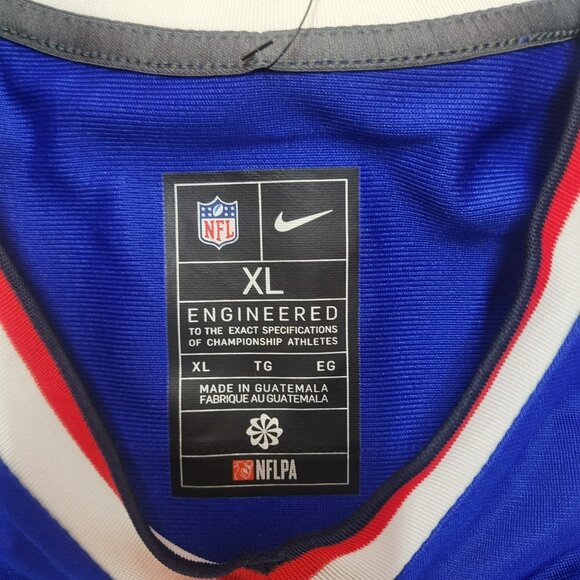 NFL
XL
ENGINEERED
TO THE EXACT SPECIFICATIONS
OF CHAMPIONSHIP ATHLETES
XL TG EG
MADE IN GUATEMALA
FABRIQUE AU GUATEMALA
NFLPA